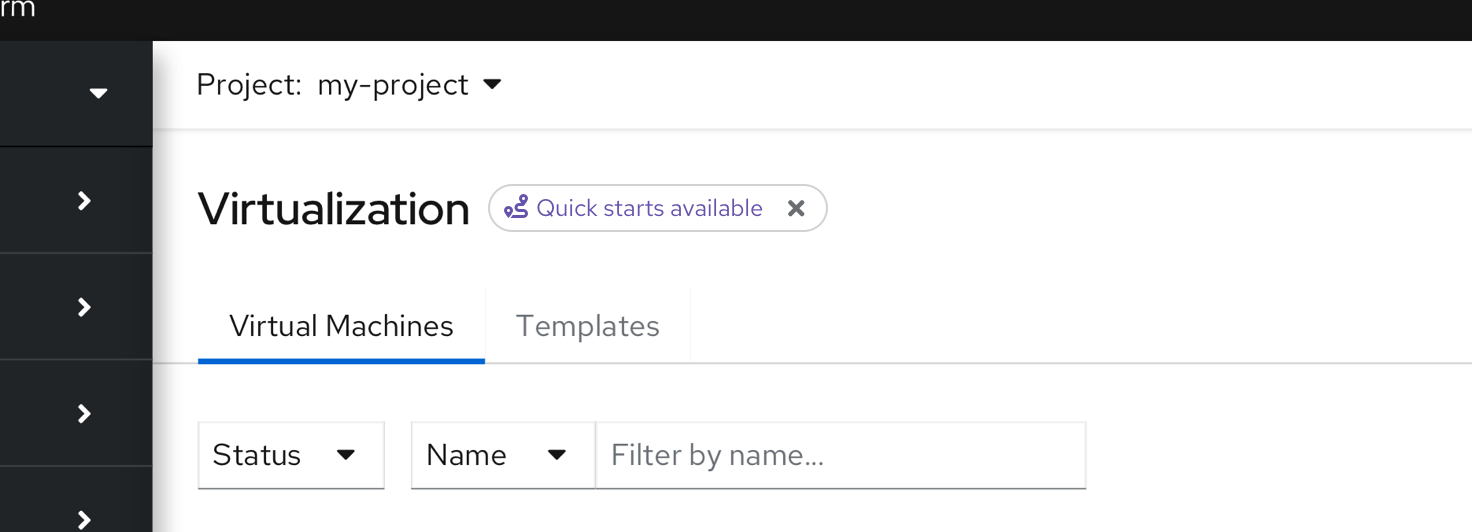 rm
Project: my-project
Virtualization Quick starts available
Virtual Machines Templates
Status Name Filter by name...